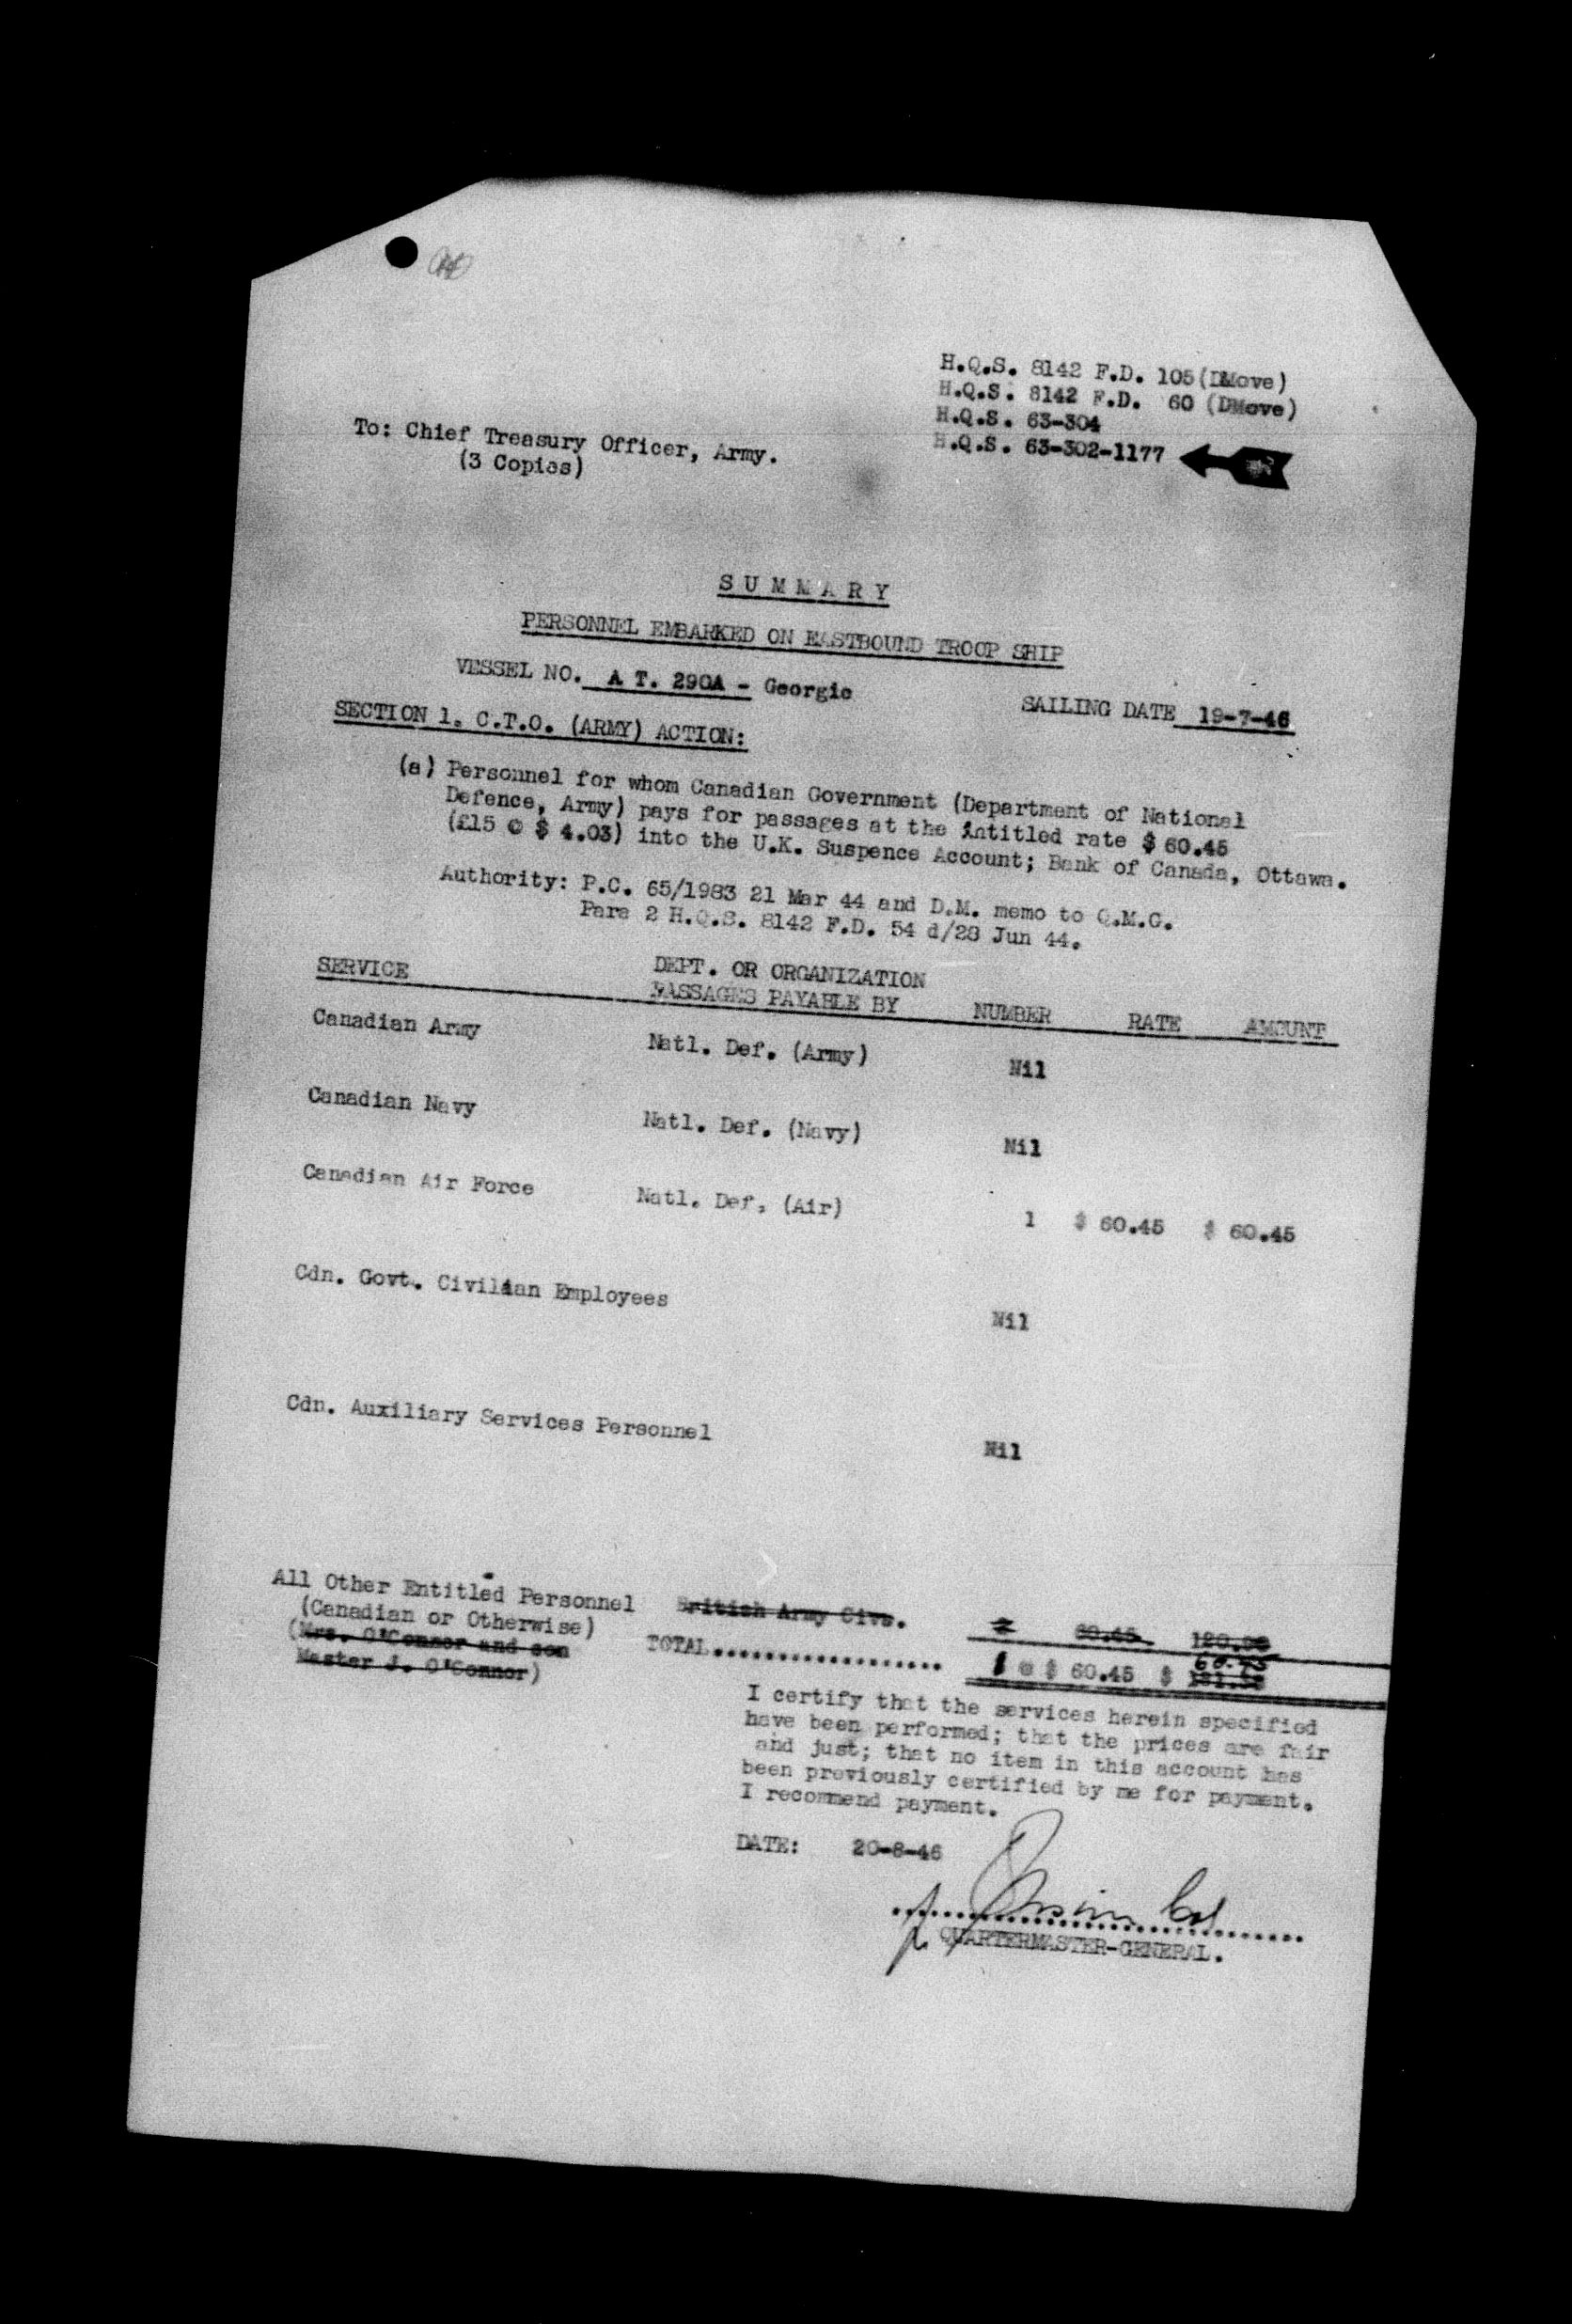 H.Q.S. 8142 F.D. 105 (DMove)
H.Q.S. 8142 F.D. 60 (DMove)
H.Q.S. 63-304
H.Q.S. 63-302-1177
To: Chief Treasury Officer, Army.
(3 Copies)
SUMMARY
PERSONNEL EMBARKED ON EASTBOUND TROOP SHIP
VESSEL NO. A T. 290A - Georgic
SAILING DATE 19-7-46
SECTION 1. C.T.O. (ARMY) ACTION:
(a) Personnel for whom Canadian Government (Department of National
Defence, Army) pays for passages at the intitled rate $ 60.45
(£15 @ $ 4.03) into the U.K. Suspence Account; Bank of Canada, Ottawa.
Authority: P.C. 65/1983 21 Mar 44 and D.M. memo to Q.M.G.
Para 2 H.Q.S. 8142 F.D. 54 d/28 Jun 44.
SERVICE DEPT. OR ORGANIZATION
PASSAGES PAYABLE BY NUMBER RATE AMOUNT
Canadian Army Natl. Def. (Army) Nil
Canadian Navy Natl. Def. (Navy) Nil
Canadian Air Force Natl. Def. (Air) 1 $ 60.45 $ 60.45
Cdn. Govt. Civilian Employees Nil
Cdn. Auxiliary Services Personnel Nil
All Other Entitled Personnel British Army Civs. 2 60.45 120.90
(Canadian or Otherwise)
(Mrs. O'Connor and son TOTAL.................. 60.45
Master J. O'Connor) 1 @ $ 60.45 $
I certify that the services herein specified
have been performed; that the prices are fair
and just; that no item in this account has
been previously certified by me for payment.
I recommend payment.
DATE: 20-8-46
Col
QUARTERMASTER-GENERAL.